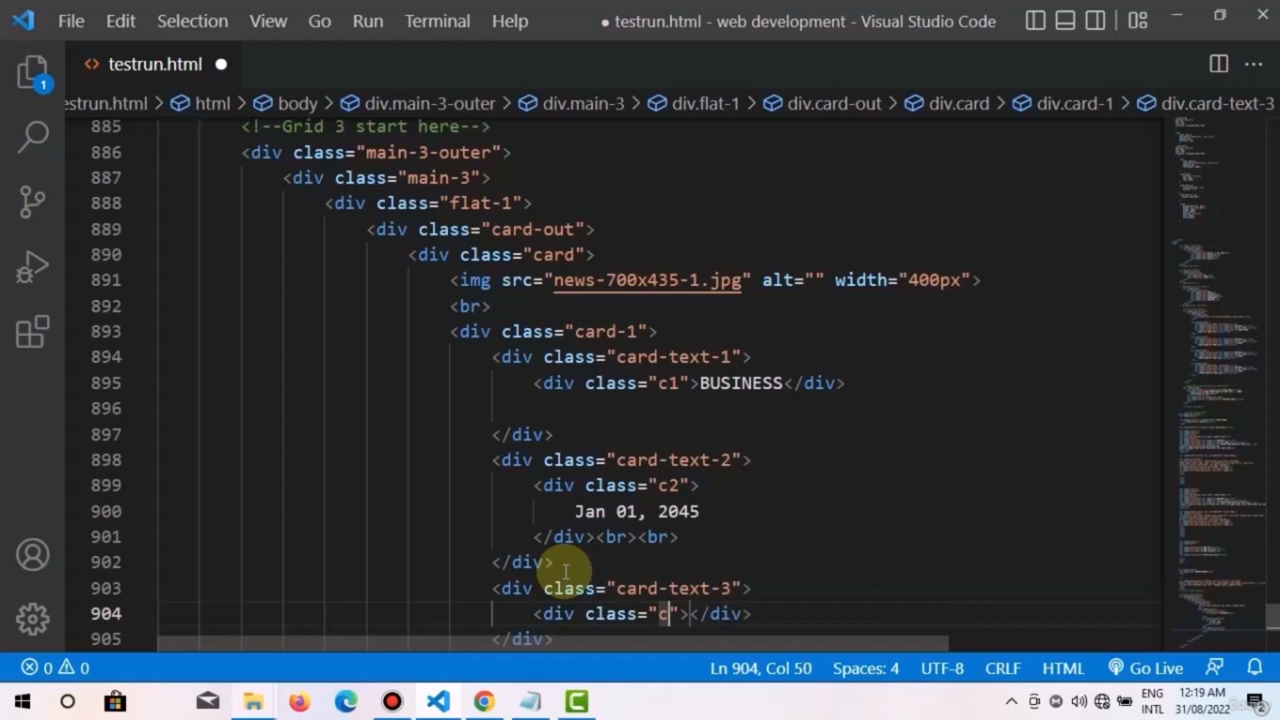 File Edit Selection View Go Run Terminal Help ● testrun.html - web development - Visual Studio Code
testrun.html
1
estrun.html > html > body > div.main-3-outer > div.main-3 > div.flat-1 > div.card-out > div.card > div.card-1 > div.card-text-3
885 <!--Grid 3 start here-->
886 <div class="main-3-outer">
887 <div class="main-3">
888 <div class="flat-1">
889 <div class="card-out">
890 <div class="card">
891 <img src="news-700x435-1.jpg" alt="" width="400px">
892 <br>
893 <div class="card-1">
894 <div class="card-text-1">
895 <div class="c1">BUSINESS</div>
896
897 </div>
898 <div class="card-text-2">
899 <div class="c2">
900 Jan 01, 2045
901 </div><br><br>
902 </div>
903 <div class="card-text-3">
904 <div class="c"></div>
905 </div>
0 0 Ln 904, Col 50 Spaces: 4 UTF-8 CRLF HTML Go Live
ENG 12:19 AM
INTL 31/08/2022
2